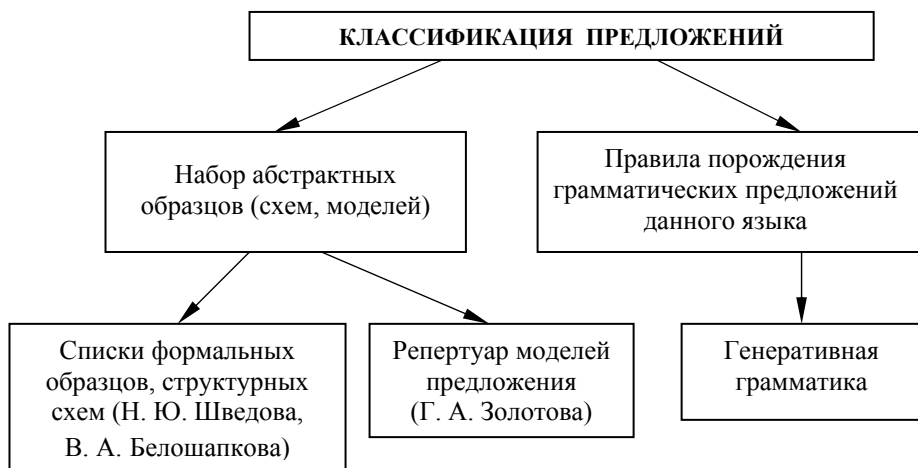 КЛАССИФИКАЦИЯ ПРЕДЛОЖЕНИЙ
Набор абстрактных
образцов (схем, моделей)
Правила порождения
грамматических предложений
данного языка
Списки формальных
образцов, структурных
схем (Н. Ю. Шведова,
В. А. Белошапкова)
Репертуар моделей
предложения
(Г. А. Золотова)
Генеративная
грамматика